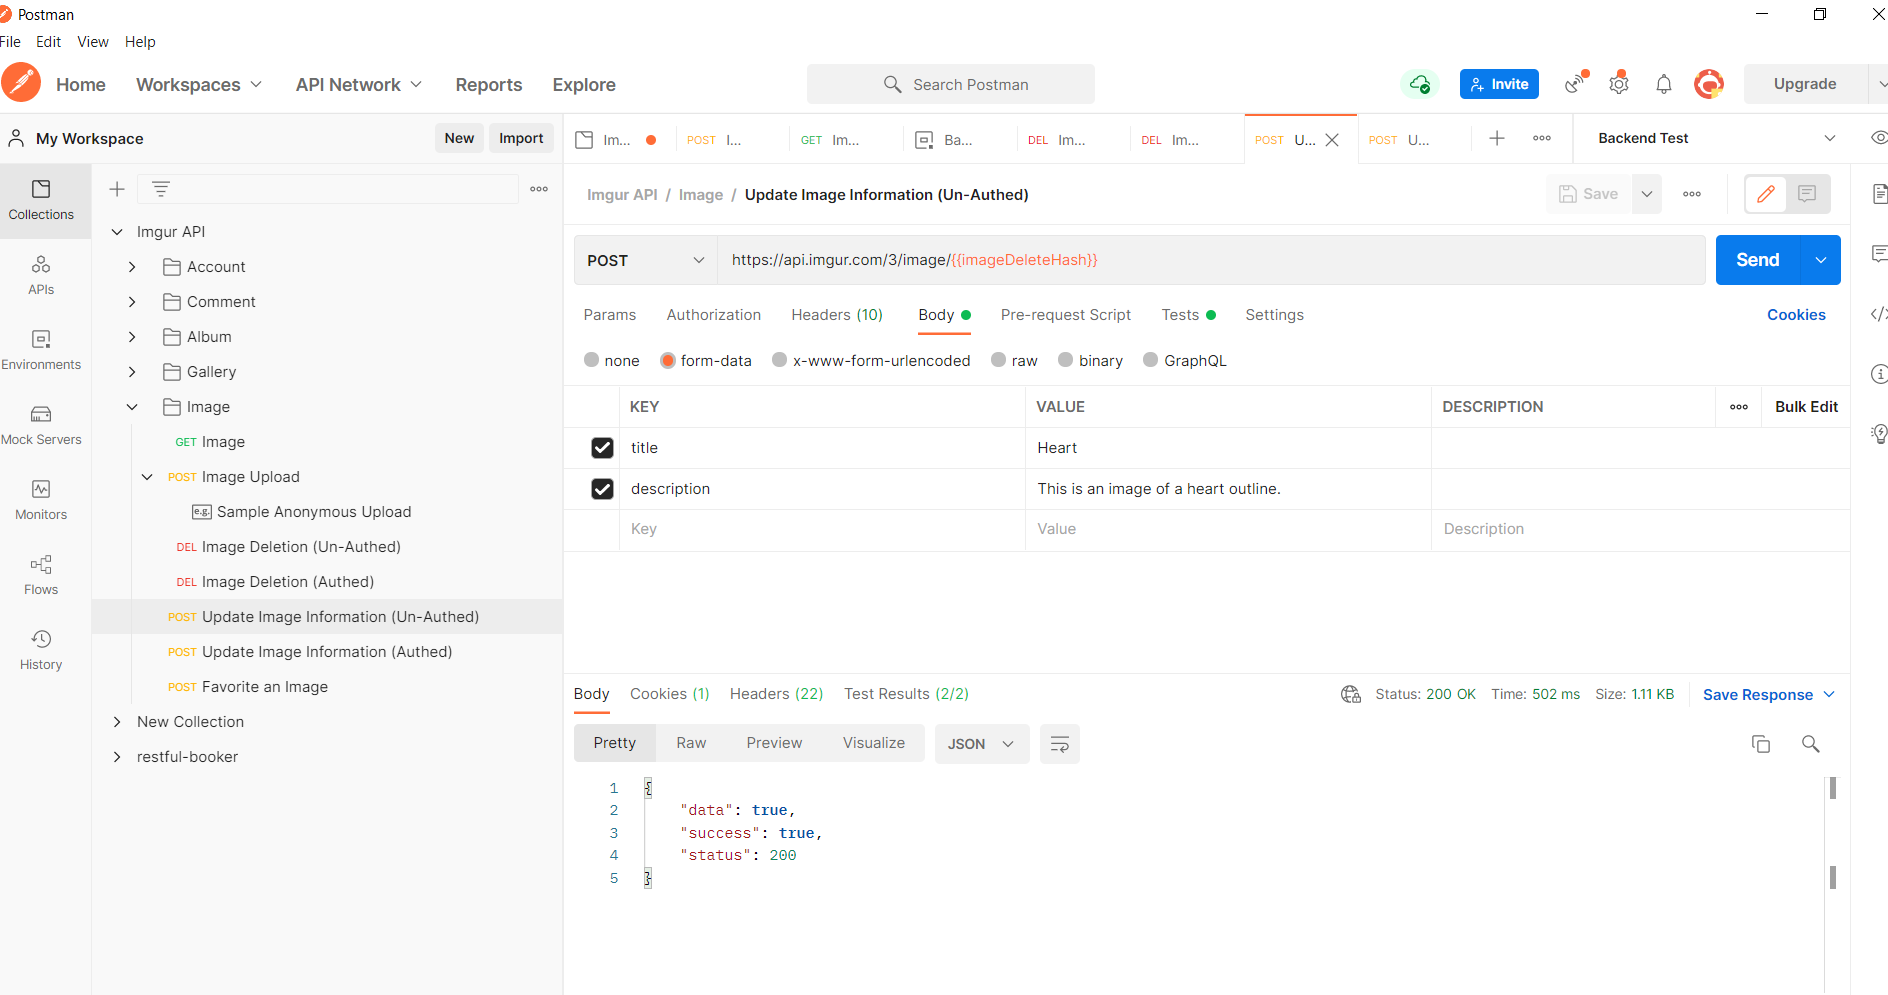 Postman
File Edit View Help
Home Workspaces API Network Reports Explore Search Postman Invite Upgrade
My Workspace New Import
Im... POST I... GET Im... Ba... DEL Im... DEL Im... POST U... POST U... Backend Test
Collections
APIs
Environments
Mock Servers
Monitors
Flows
History
Imgur API
Account
Comment
Album
Gallery
Image
GET Image
POST Image Upload
e.g. Sample Anonymous Upload
DEL Image Deletion (Un-Authed)
DEL Image Deletion (Authed)
POST Update Image Information (Un-Authed)
POST Update Image Information (Authed)
POST Favorite an Image
New Collection
restful-booker
Imgur API / Image / Update Image Information (Un-Authed) Save
POST https://api.imgur.com/3/image/{{imageDeleteHash}} Send
Params Authorization Headers (10) Body Pre-request Script Tests Settings Cookies
none form-data x-www-form-urlencoded raw binary GraphQL
KEY VALUE DESCRIPTION Bulk Edit
title Heart
description This is an image of a heart outline.
Key Value Description
Body Cookies (1) Headers (22) Test Results (2/2) Status: 200 OK Time: 502 ms Size: 1.11 KB Save Response
Pretty Raw Preview Visualize JSON
1 {
2 "data": true,
3 "success": true,
4 "status": 200
5 }